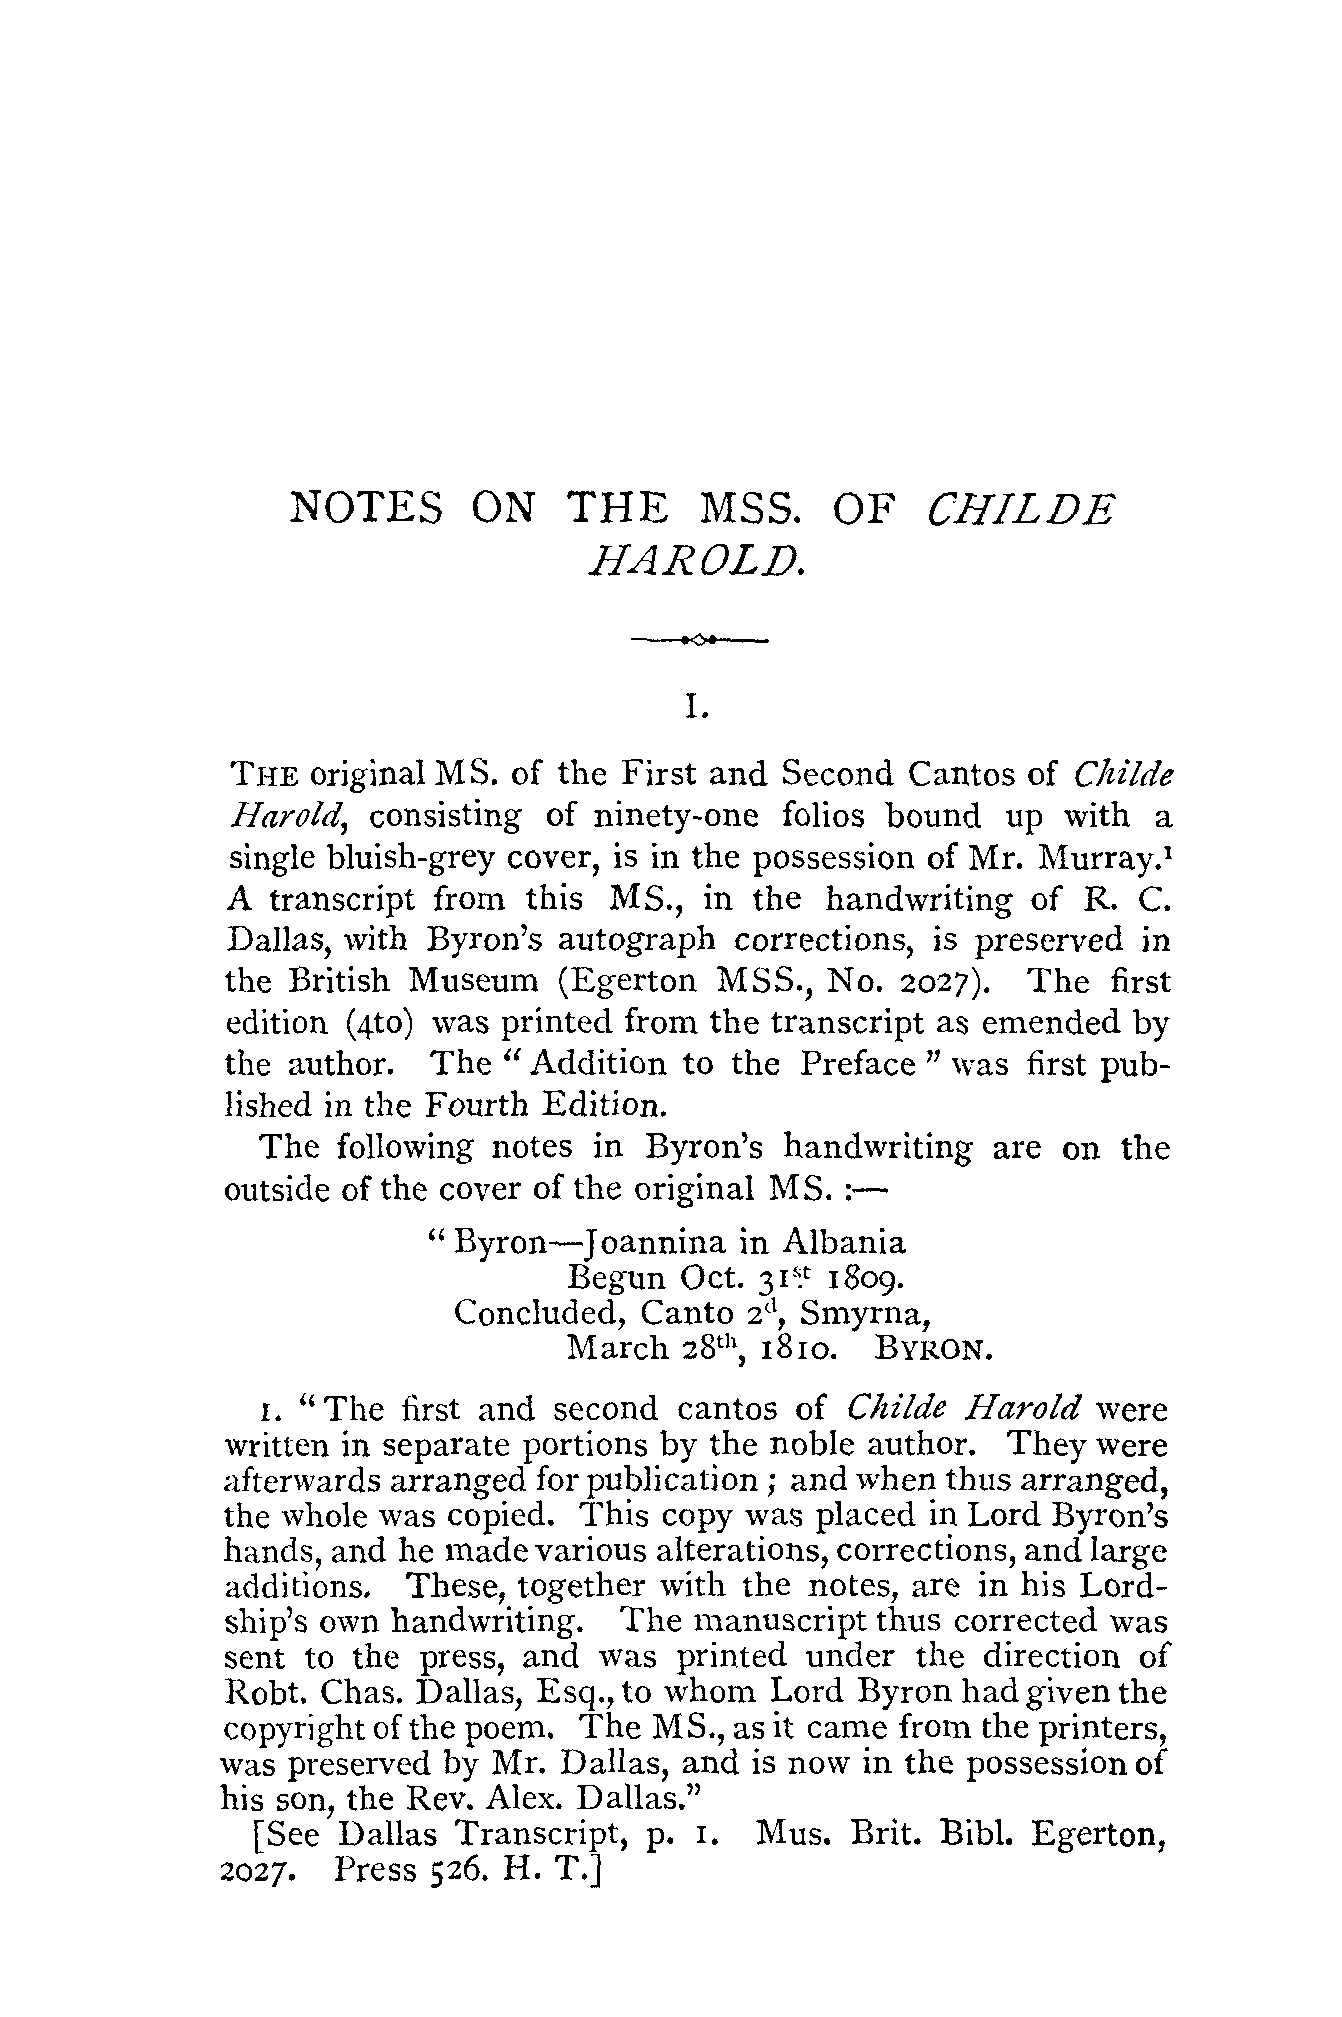 NOTES ON THE MSS. OF CHILDE
HAROLD.
I.
THE original MS. of the First and Second Cantos of Childe
Harold, consisting of ninety-one folios bound up with a
single bluish-grey cover, is in the possession of Mr. Murray.¹
A transcript from this MS., in the handwriting of R. C.
Dallas, with Byron's autograph corrections, is preserved in
the British Museum (Egerton MSS., No. 2027). The first
edition (4to) was printed from the transcript as emended by
the author. The "Addition to the Preface" was first pub-
lished in the Fourth Edition.
The following notes in Byron's handwriting are on the
outside of the cover of the original MS. :—
"Byron—Joannina in Albania
Begun Oct. 31st 1809.
Concluded, Canto 2d, Smyrna,
March 28th, 1810. BYRON.
1. "The first and second cantos of Childe Harold were
written in separate portions by the noble author. They were
afterwards arranged for publication; and when thus arranged,
the whole was copied. This copy was placed in Lord Byron's
hands, and he made various alterations, corrections, and large
additions. These, together with the notes, are in his Lord-
ship's own handwriting. The manuscript thus corrected was
sent to the press, and was printed under the direction of
Robt. Chas. Dallas, Esq., to whom Lord Byron had given the
copyright of the poem. The MS., as it came from the printers,
was preserved by Mr. Dallas, and is now in the possession of
his son, the Rev. Alex. Dallas."
[See Dallas Transcript, p. 1. Mus. Brit. Bibl. Egerton,
2027. Press 526. H. T.]